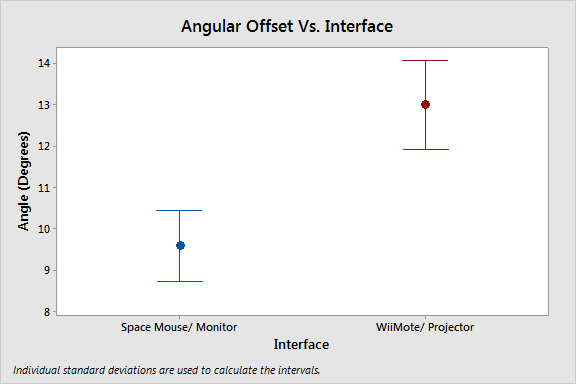 Angular Offset Vs. Interface
14
13
12
11
10
9
8
Angle (Degrees)
Space Mouse/ Monitor
WiiMote/ Projector
Interface
Individual standard deviations are used to calculate the intervals.